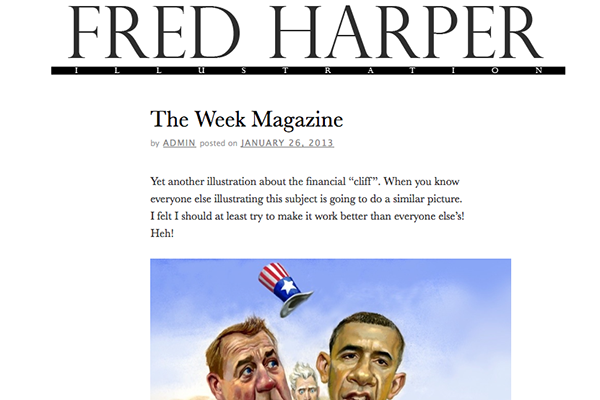 FRED HARPER
ILLUSTRATION
The Week Magazine
by ADMIN posted on JANUARY 26, 2013
Yet another illustration about the financial “cliff”. When you know
everyone else illustrating this subject is going to do a similar picture.
I felt I should at least try to make it work better than everyone else’s!
Heh!